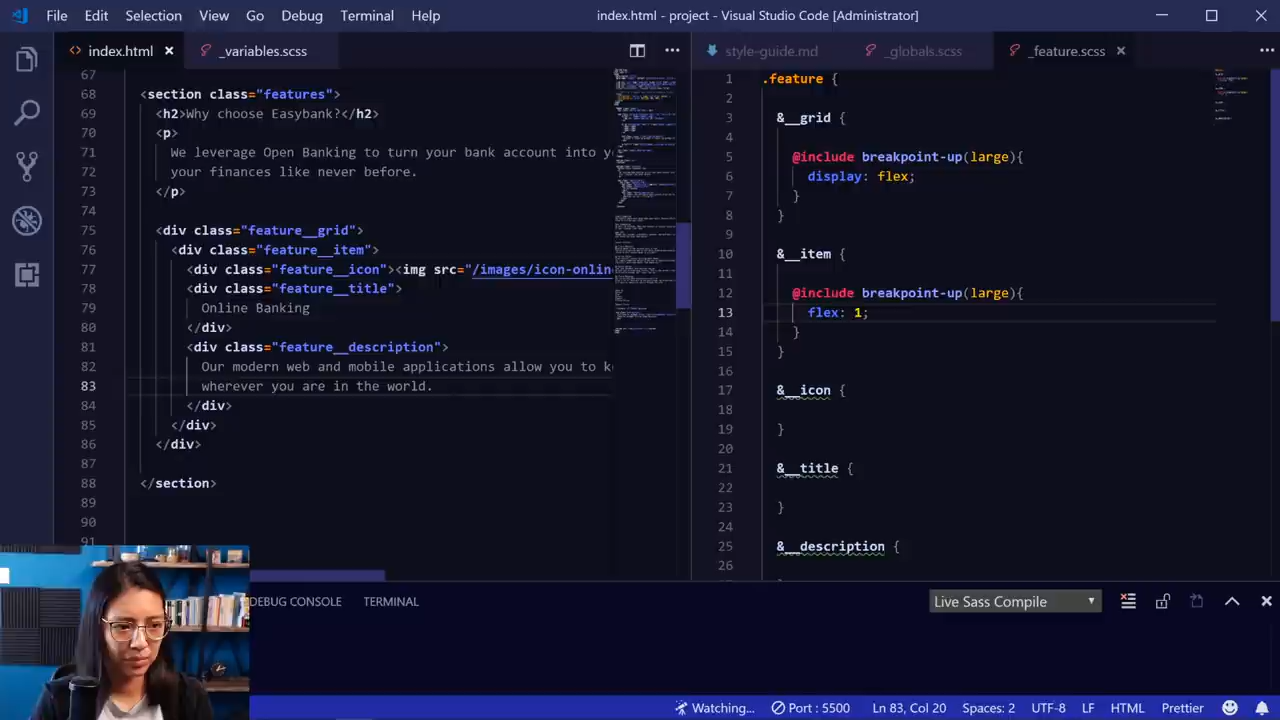 File Edit Selection View Go Debug Terminal Help
index.html - project - Visual Studio Code [Administrator]
index.html
_variables.scss
style-guide.md
_globals.scss
_feature.scss
67
68 <section class="features">
69 <h2>Why choose Easybank?</h2>
70 <p>
71 We leverage Open Banking to turn your bank account into
72 your finances like never before.
73 </p>
74
75 <div class="feature__grid">
76 <div class="feature__item">
77 <div class="feature__icon"><img src="/images/icon-onlin
78 <div class="feature__title">
79 Online Banking
80 </div>
81 <div class="feature__description">
82 Our modern web and mobile applications allow you to
83 wherever you are in the world.
84 </div>
85 </div>
86 </div>
87
88 </section>
89
90
91
1 .feature {
2
3 &__grid {
4
5 @include breakpoint-up(large){
6 display: flex;
7 }
8 }
9
10 &__item {
11
12 @include breakpoint-up(large){
13 flex: 1;
14 }
15 }
16
17 &__icon {
18
19 }
20
21 &__title {
22
23 }
24
25 &__description {
26
DEBUG CONSOLE TERMINAL
Live Sass Compile
Watching... Port : 5500 Ln 83, Col 20 Spaces: 2 UTF-8 LF HTML Prettier